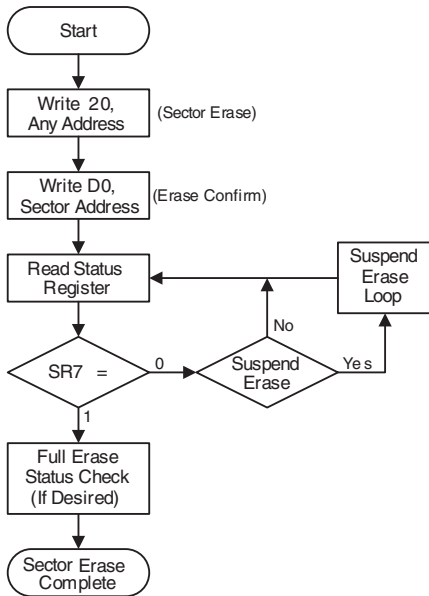 Start
Write 20,
Any Address
(Sector Erase)
Write D0,
Sector Address
(Erase Confirm)
Read Status
Register
Suspend
Erase
Loop
No
SR7 =
0
Suspend
Erase
Yes
1
Full Erase
Status Check
(If Desired)
Sector Erase
Complete